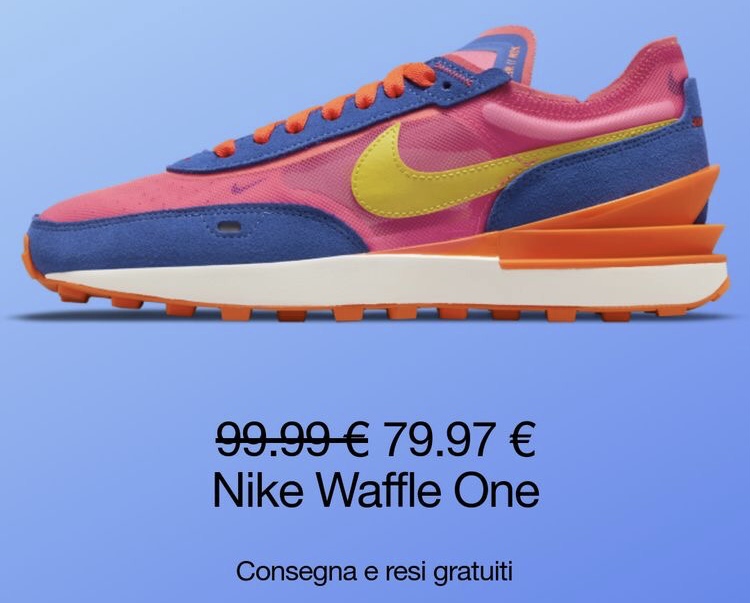 99.99 € 79.97 €
Nike Waffle One
Consegna e resi gratuiti